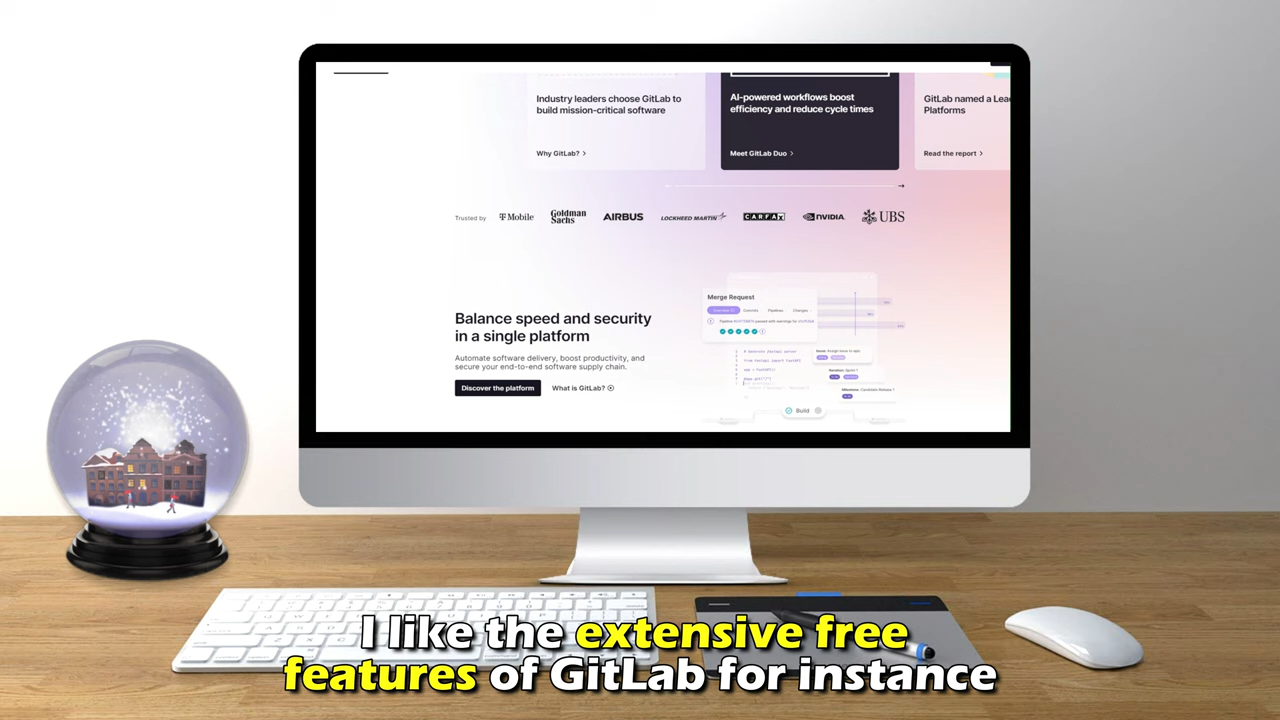 Industry leaders choose GitLab to
build mission-critical software
Why GitLab? >
AI-powered workflows boost
efficiency and reduce cycle times
Meet GitLab Duo >
GitLab named a Lea
Platforms
Read the report >
Trusted by
T Mobile
Goldman
Sachs
AIRBUS
LOCKHEED MARTIN
CARFAX
NVIDIA
UBS
Balance speed and security
in a single platform
Automate software delivery, boost productivity, and
secure your end-to-end software supply chain.
Discover the platform
What is GitLab?
Merge Request
Commits
Pipelines
Changes
Build
I like the extensive free
features of GitLab for instance